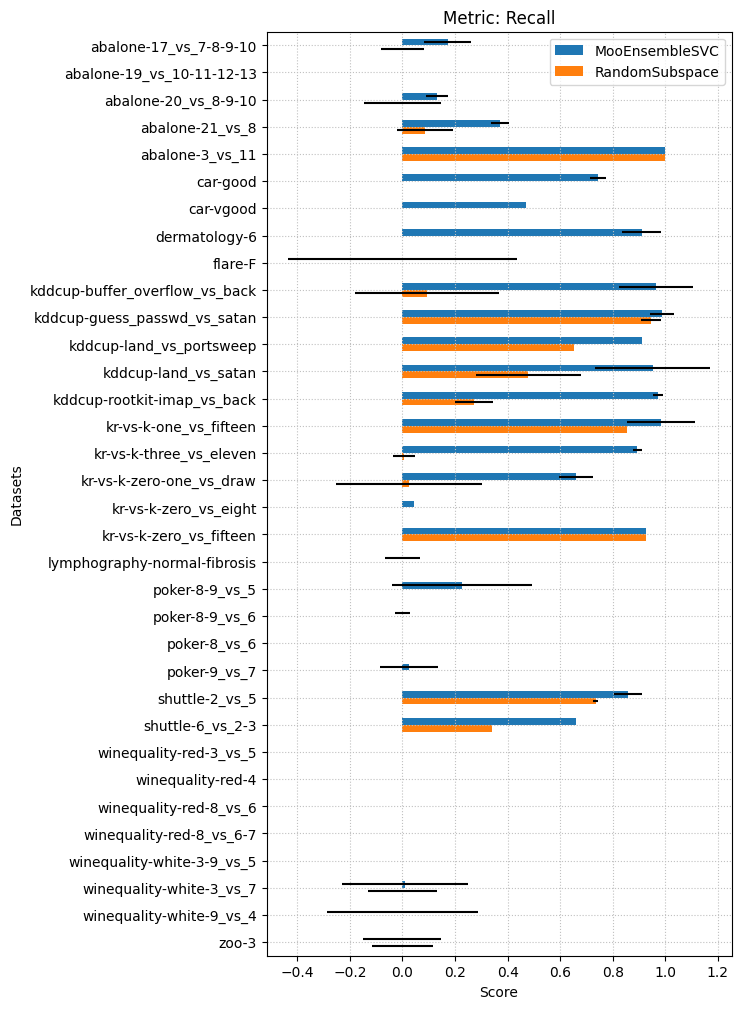 Metric: Recall
MooEnsembleSVC
RandomSubspace
abalone-17_vs_7-8-9-10
abalone-19_vs_10-11-12-13
abalone-20_vs_8-9-10
abalone-21_vs_8
abalone-3_vs_11
car-good
car-vgood
dermatology-6
flare-F
kddcup-buffer_overflow_vs_back
kddcup-guess_passwd_vs_satan
kddcup-land_vs_portsweep
kddcup-land_vs_satan
kddcup-rootkit-imap_vs_back
kr-vs-k-one_vs_fifteen
kr-vs-k-three_vs_eleven
kr-vs-k-zero-one_vs_draw
kr-vs-k-zero_vs_eight
kr-vs-k-zero_vs_fifteen
lymphography-normal-fibrosis
poker-8-9_vs_5
poker-8-9_vs_6
poker-8_vs_6
poker-9_vs_7
shuttle-2_vs_5
shuttle-6_vs_2-3
winequality-red-3_vs_5
winequality-red-4
winequality-red-8_vs_6
winequality-red-8_vs_6-7
winequality-white-3-9_vs_5
winequality-white-3_vs_7
winequality-white-9_vs_4
zoo-3
Datasets
−0.4 −0.2 0.0 0.2 0.4 0.6 0.8 1.0 1.2
Score